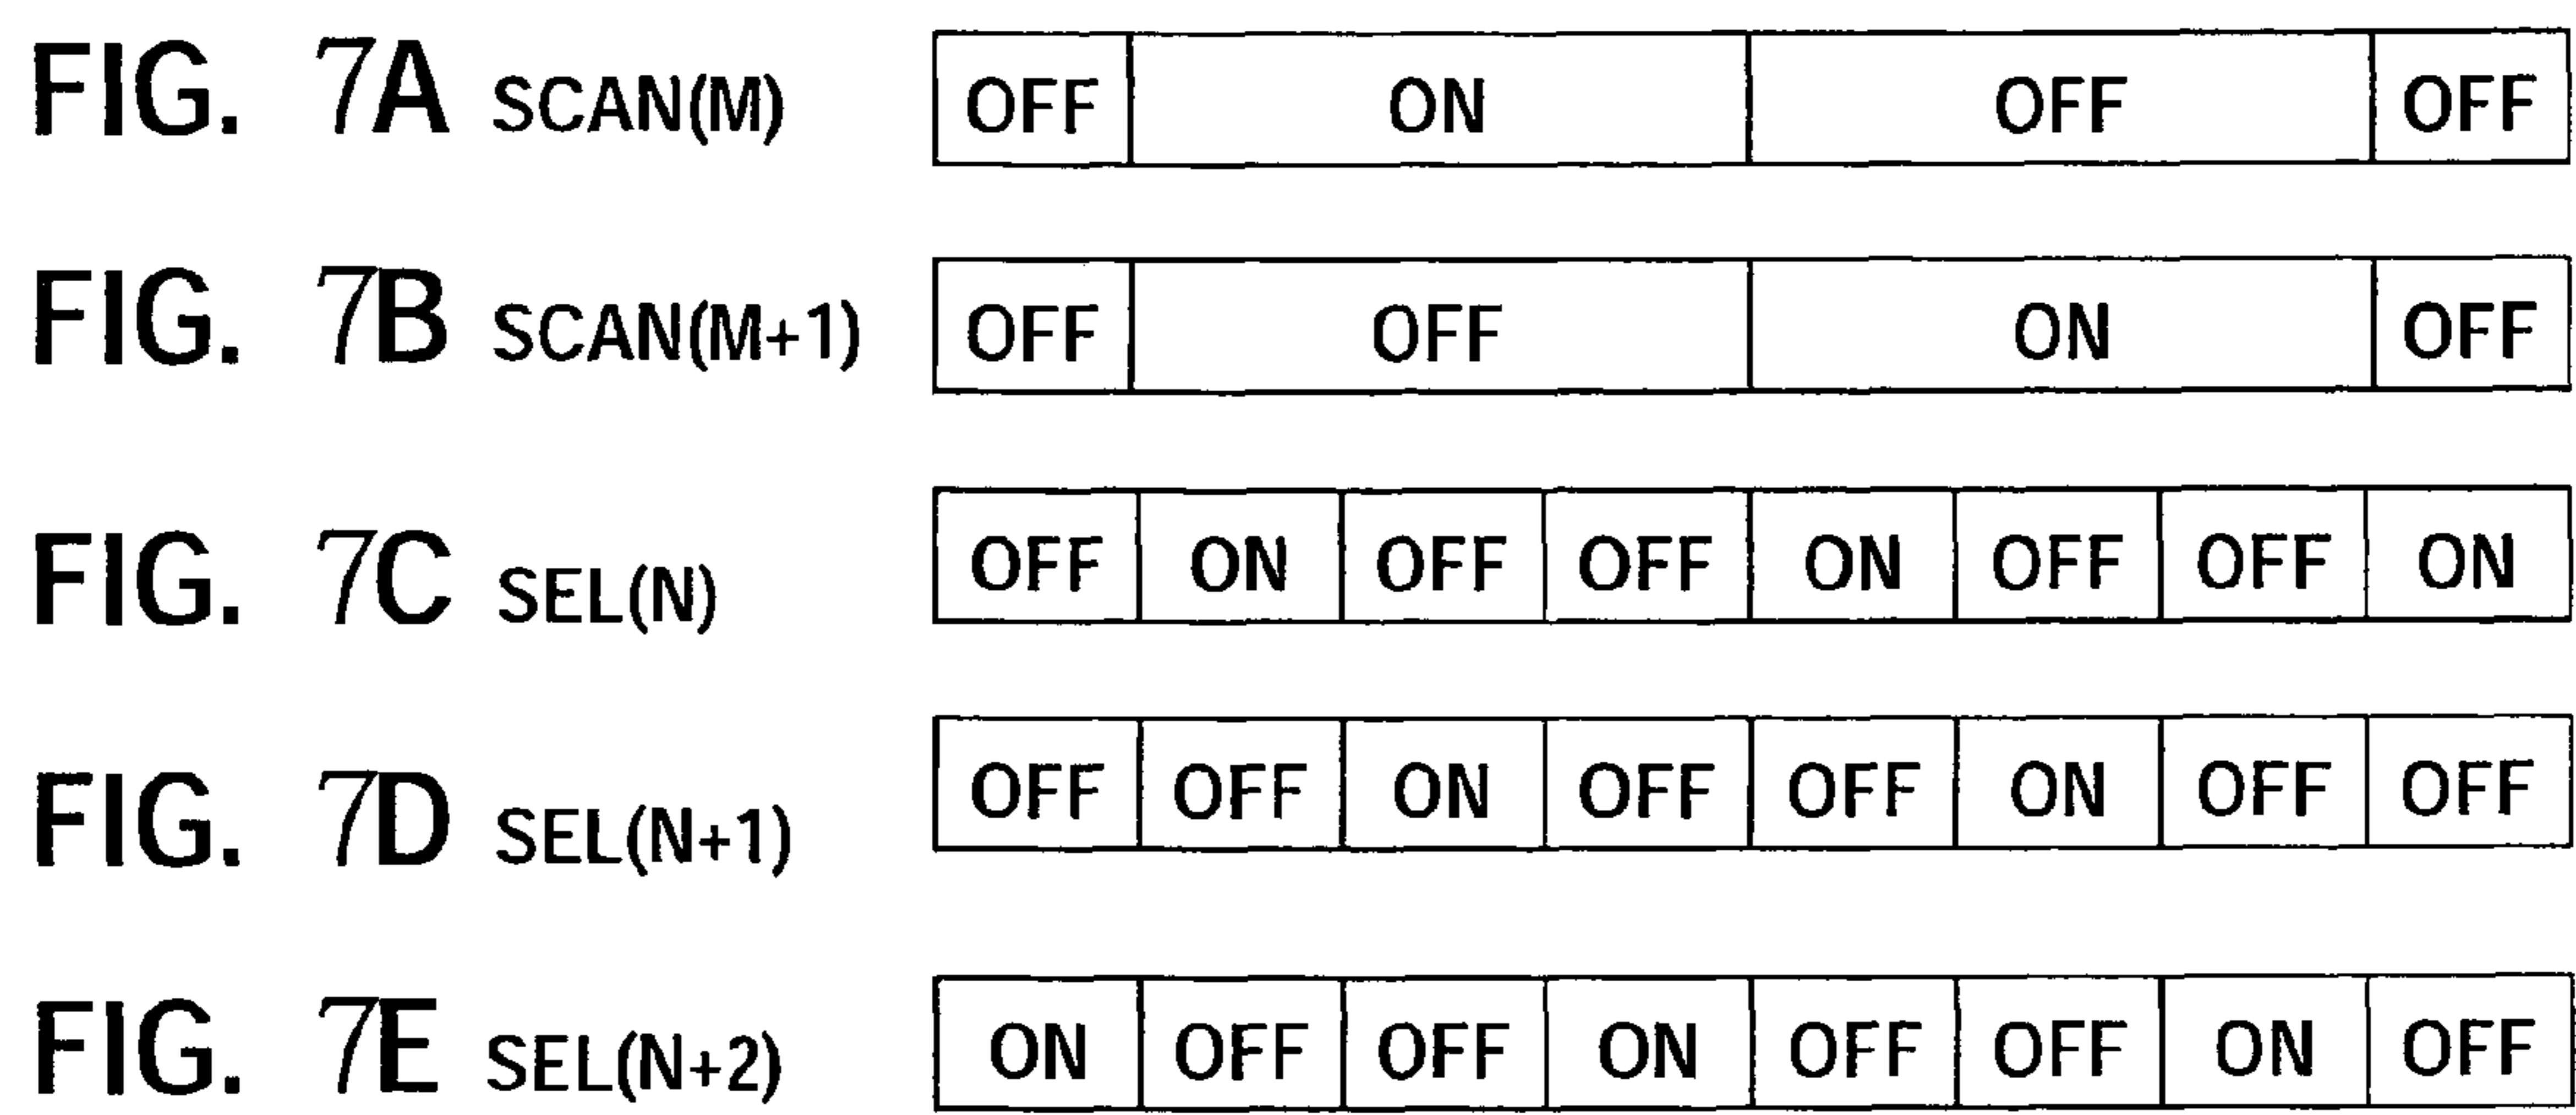 FIG. 7A SCAN(M) OFF ON OFF OFF
FIG. 7B SCAN(M+1) OFF OFF ON OFF
FIG. 7C SEL(N) OFF ON OFF OFF ON OFF OFF ON
FIG. 7D SEL(N+1) OFF OFF ON OFF OFF ON OFF OFF
FIG. 7E SEL(N+2) ON OFF OFF ON OFF OFF ON OFF